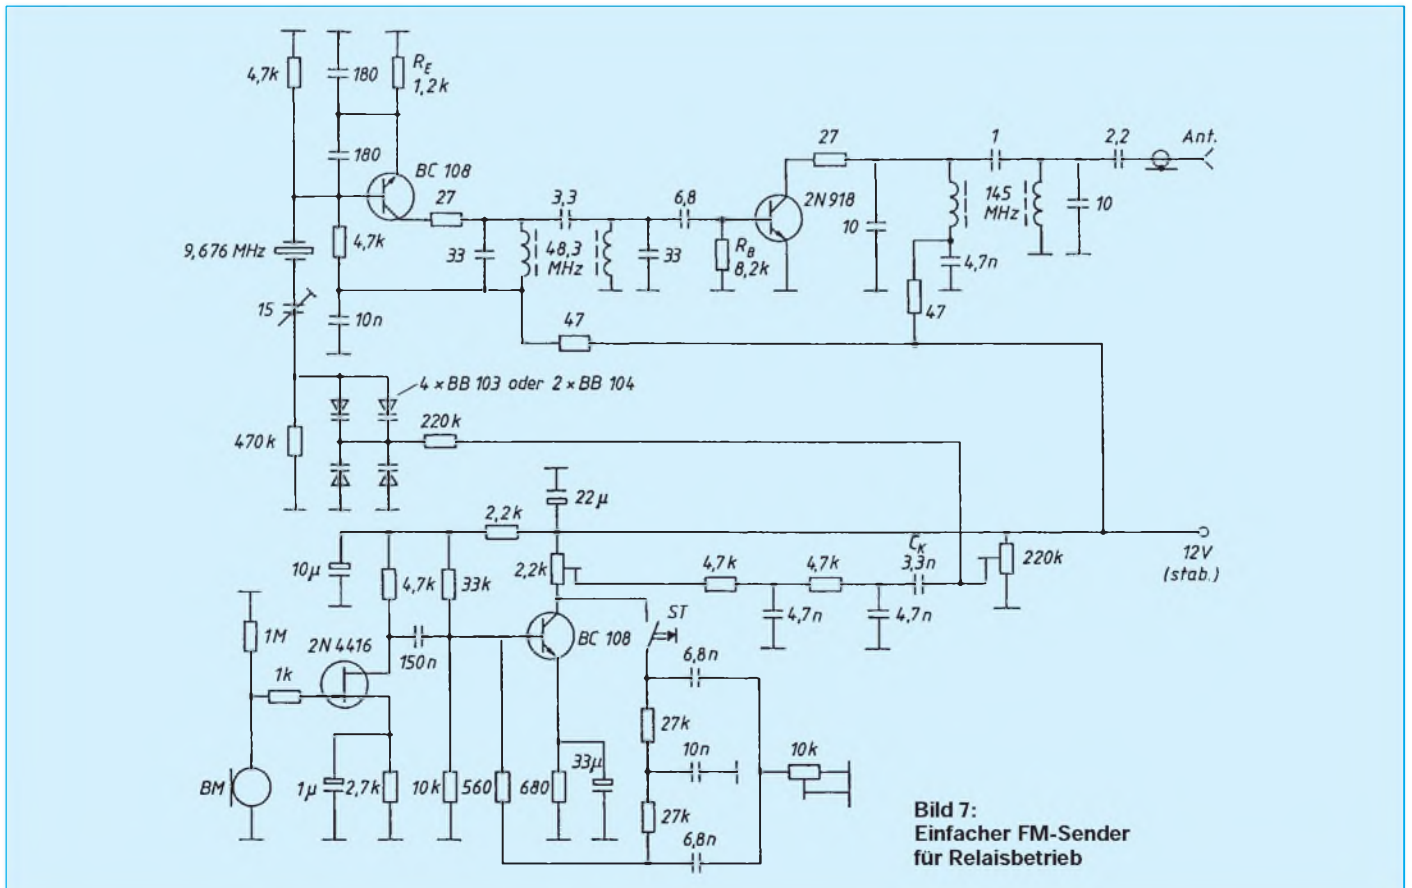 4,7k
180
R_E
1,2k
180
BC 108
27
3,3
6,8
27
1
2,2
Ant.
2N918
145
MHz
10
10
4,7k
9,676 MHz
33
48,3
MHz
33
R_B
8,2k
4,7n
15
10n
47
47
4 × BB 103 oder 2 × BB 104
470k
220k
22µ
2,2k
10µ
4,7k
33k
2,2k
4,7k
4,7k
C_K
3,3n
220k
12V
(stab.)
4,7n
4,7n
1M
2N 4416
150n
BC 108
ST
1k
6,8n
27k
10n
10k
BM
1µ
2,7k
10k
560
680
33µ
27k
6,8n
Bild 7:
Einfacher FM-Sender
für Relaisbetrieb